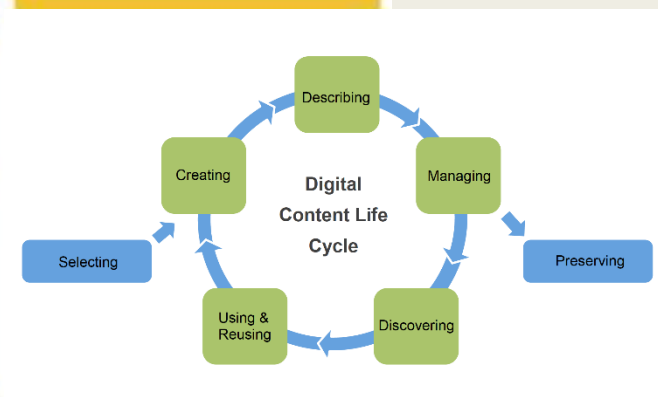 Describing
Creating
Managing
Digital
Content Life
Cycle
Selecting
Preserving
Using &
Reusing
Discovering